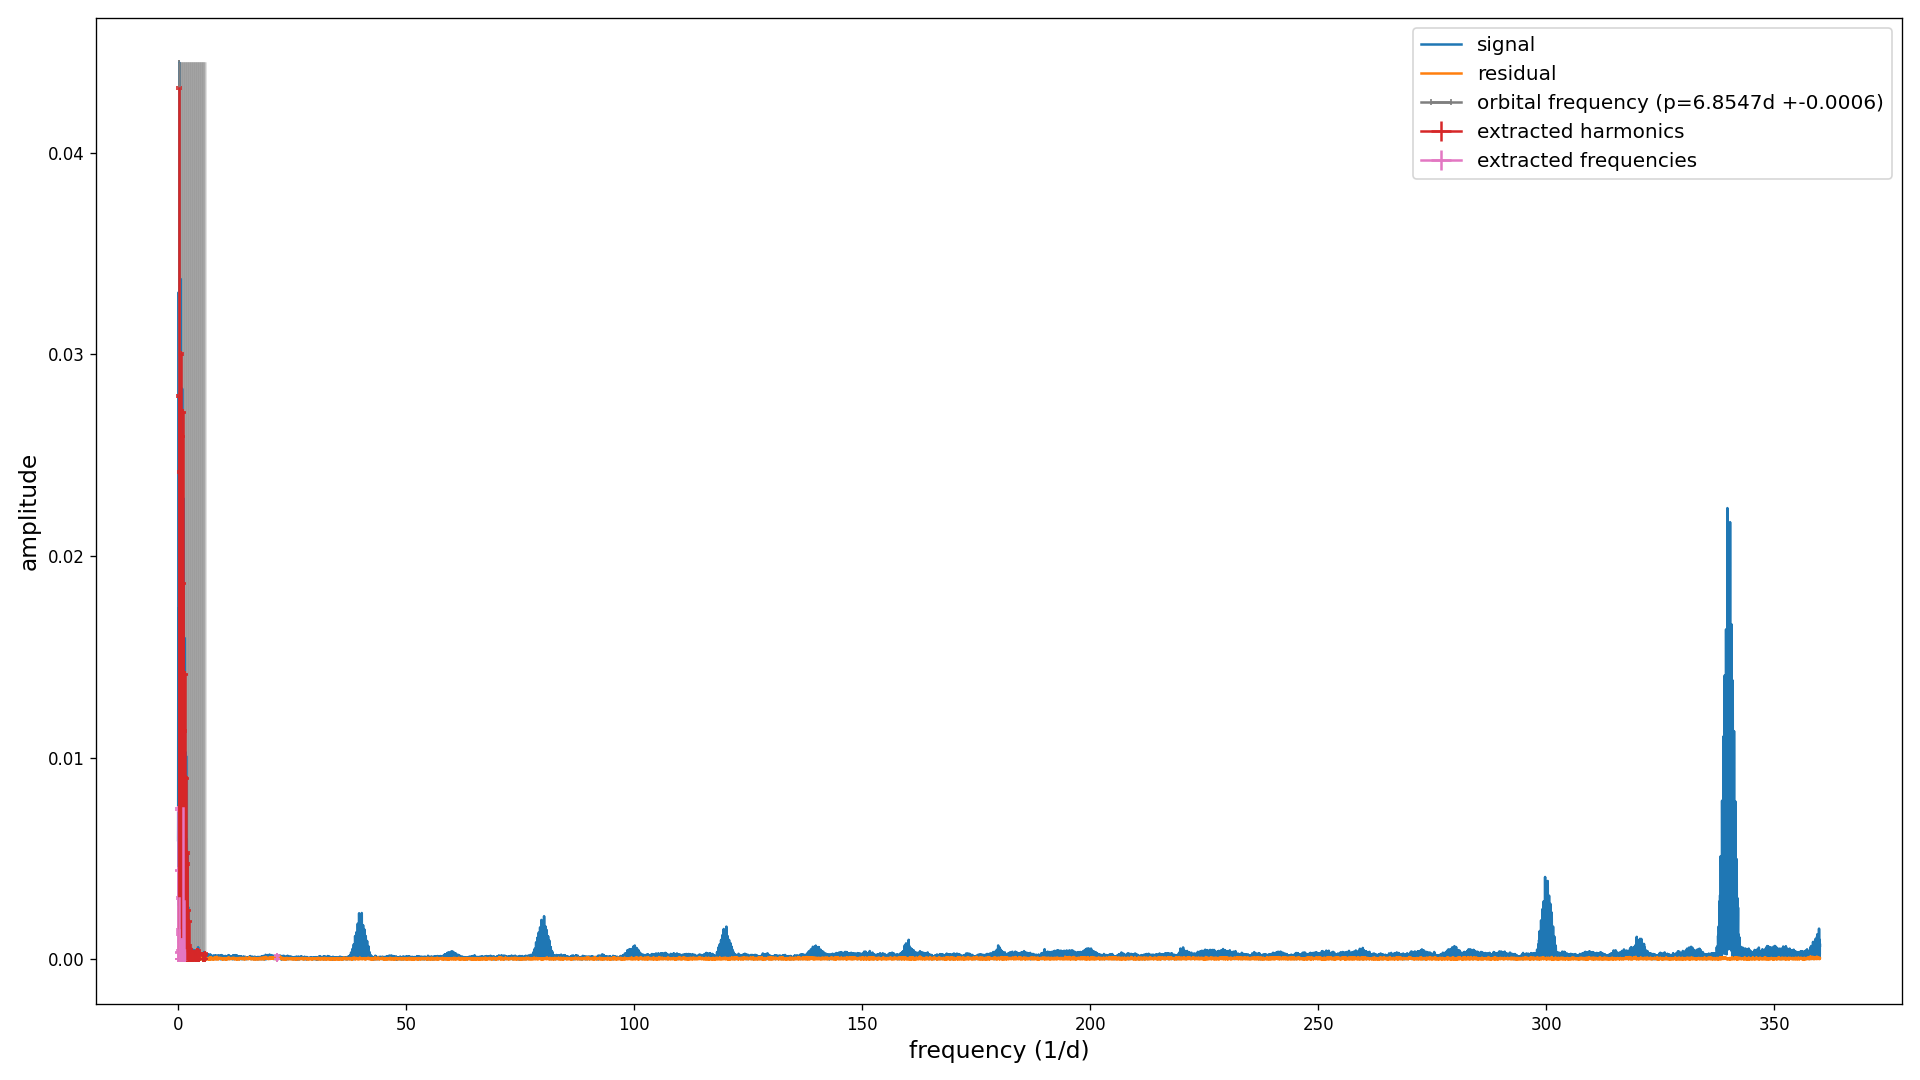 signal
residual
orbital frequency (p=6.8547d +-0.0006)
extracted harmonics
extracted frequencies
0.04
0.03
0.02
0.01
0.00
amplitude
0
50
100
150
200
250
300
350
frequency (1/d)